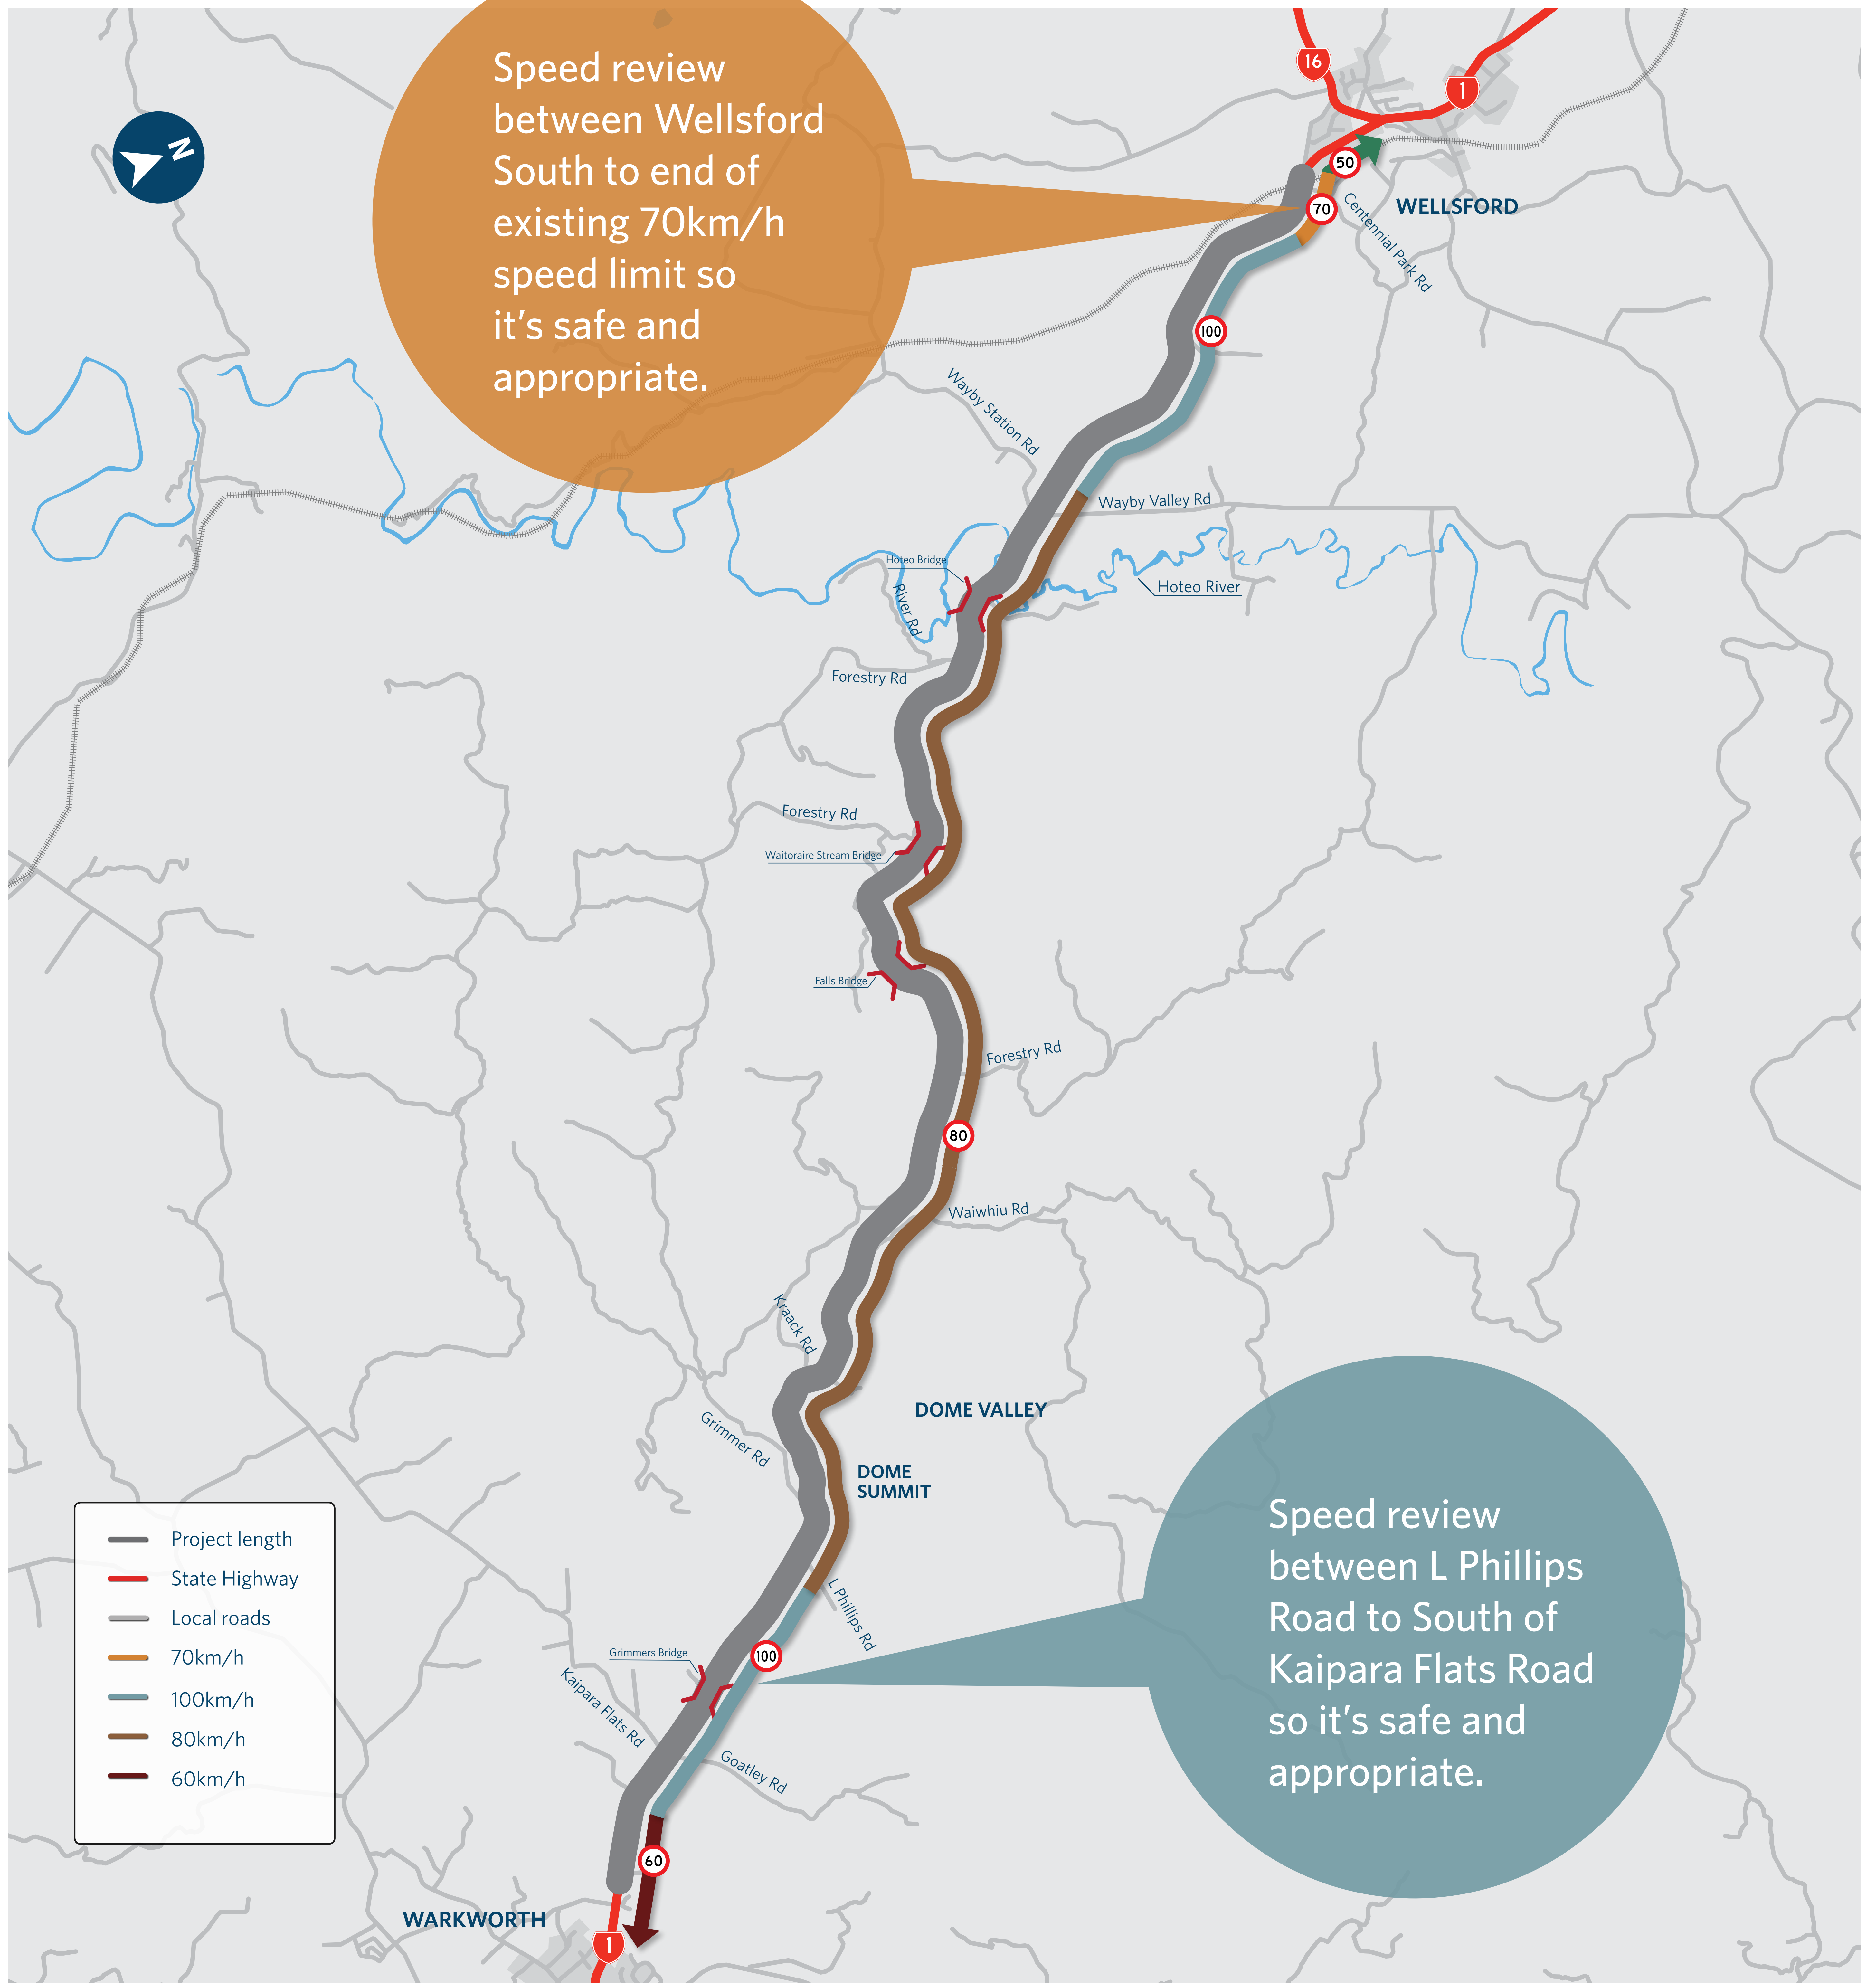 Speed review
between Wellsford
South to end of
existing 70km/h
speed limit so
it's safe and
appropriate.
N
16
1
50
70
WELLSFORD
Centennial Park Rd
100
Wayby Station Rd
Wayby Valley Rd
Hoteo Bridge
Hoteo River
River Rd
Forestry Rd
Forestry Rd
Waitoraire Stream Bridge
Falls Bridge
Forestry Rd
80
Waiwhiu Rd
Kraack Rd
DOME VALLEY
Grimmer Rd
DOME
SUMMIT
L Phillips Rd
Grimmers Bridge
100
Kaipara Flats Rd
Goatley Rd
60
WARKWORTH
1
Speed review
between L Phillips
Road to South of
Kaipara Flats Road
so it's safe and
appropriate.
Project length
State Highway
Local roads
70km/h
100km/h
80km/h
60km/h